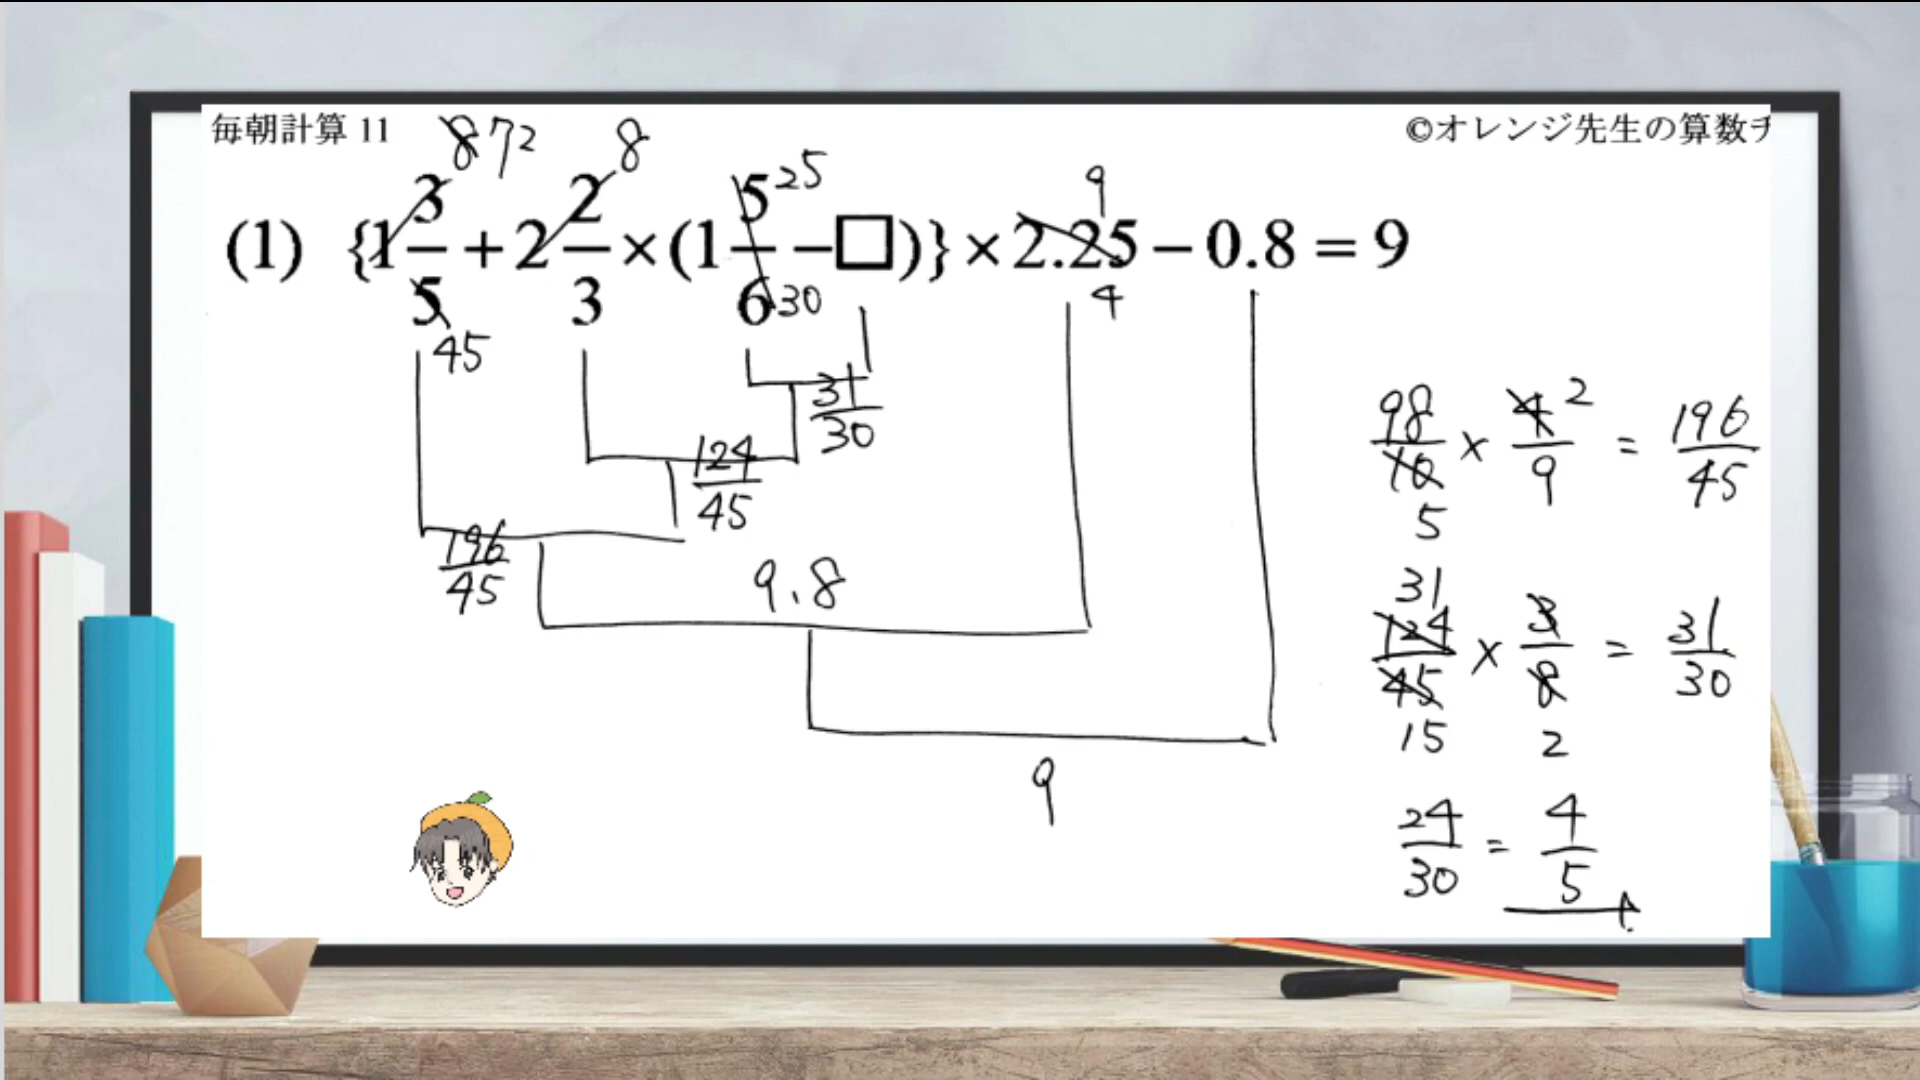 毎朝計算 11
©オレンジ先生の算数チ
8 72 8 25 9
(1) {1 3/5 + 2 2/3 × (1 5/6 − □)} × 2.25 − 0.8 = 9
45 30 4
31/30
124/45
196/45
9.8
9
98/10 × 4/9 = 196/45
2
5
31
124/45 × 3/8 = 31/30
15 2
24/30 = 4/5